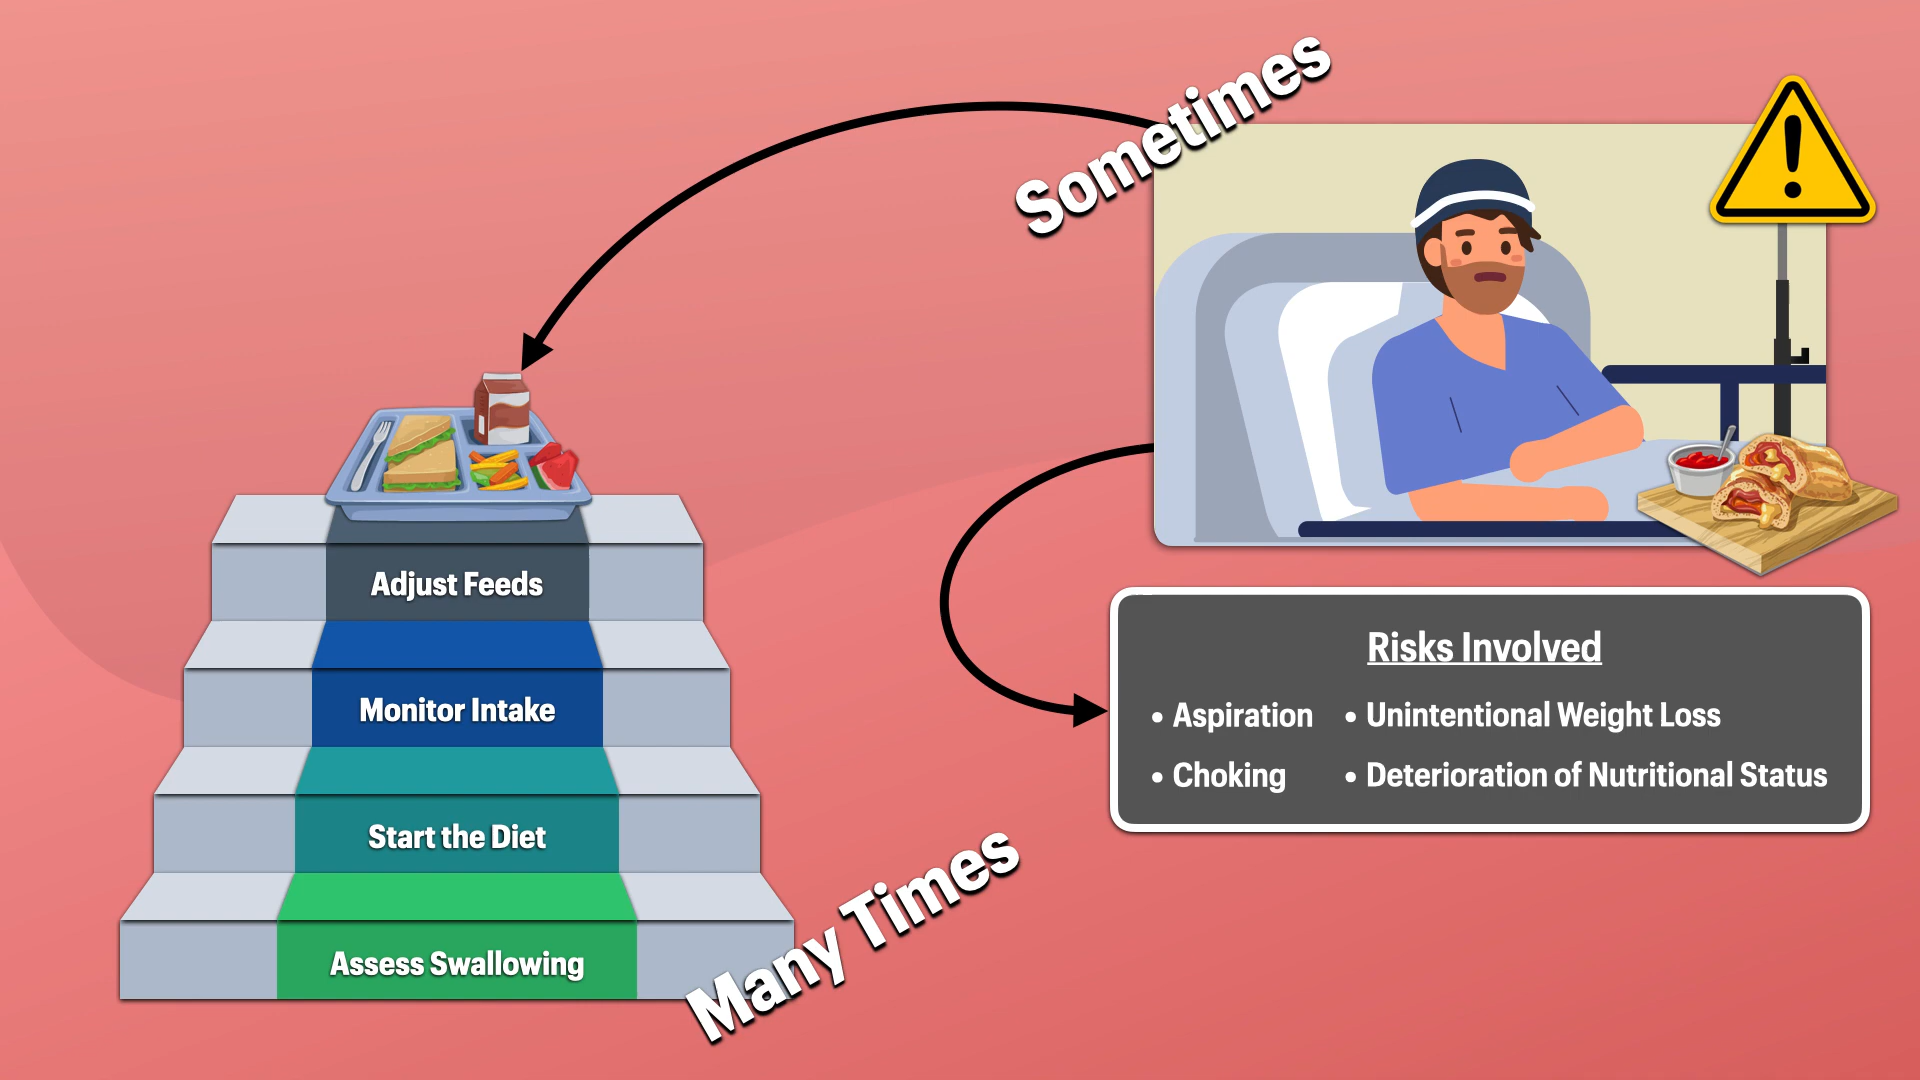 Sometimes
Adjust Feeds
Monitor Intake
Start the Diet
Assess Swallowing
Many Times
Risks Involved
• Aspiration • Unintentional Weight Loss
• Choking • Deterioration of Nutritional Status